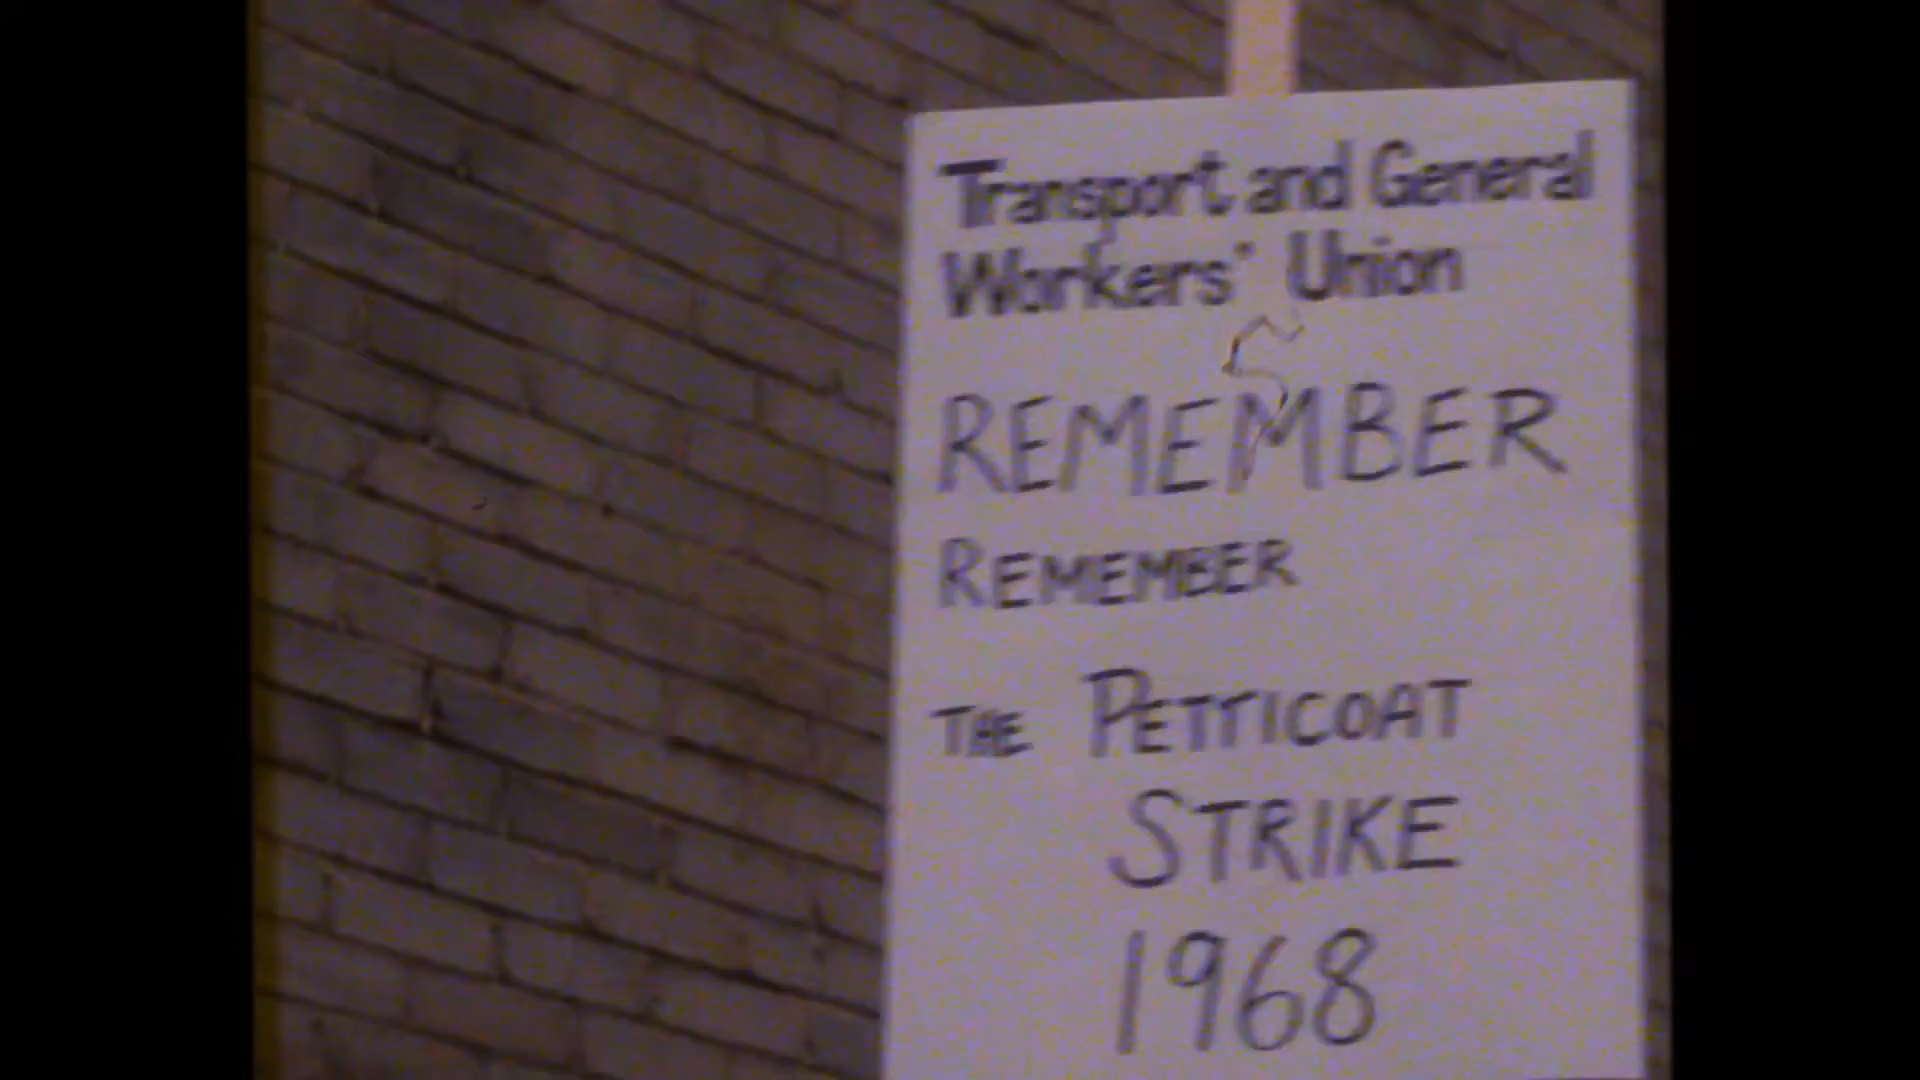 Transport and General
Workers' Union
REMEMBER
REMEMBER
THE PETTICOAT
STRIKE
1968